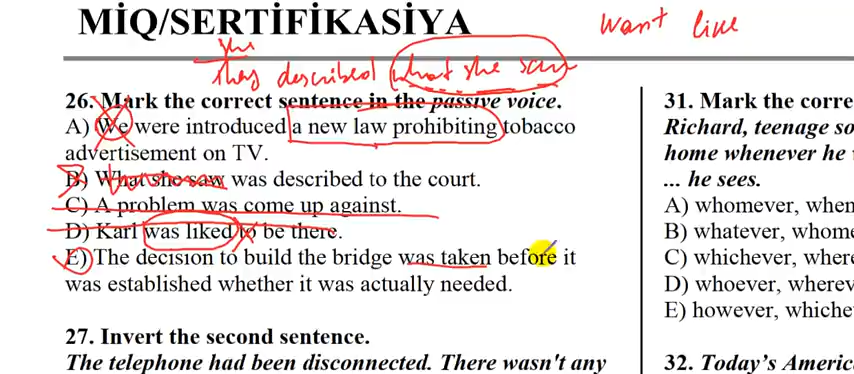 MİQ/SERTİFİKASİYA
want like
she
they described what she saw
26. Mark the correct sentence in the passive voice.
A) We were introduced a new law prohibiting tobacco
advertisement on TV.
B) What she saw was described to the court.
C) A problem was come up against.
D) Karl was liked to be there.
E) The decision to build the bridge was taken before it
was established whether it was actually needed.
27. Invert the second sentence.
The telephone had been disconnected. There wasn't any
31. Mark the corre
Richard, teenage so
home whenever he
... he sees.
A) whomever, when
B) whatever, whome
C) whichever, where
D) whoever, wherev
E) however, whiche
32. Today's Americ